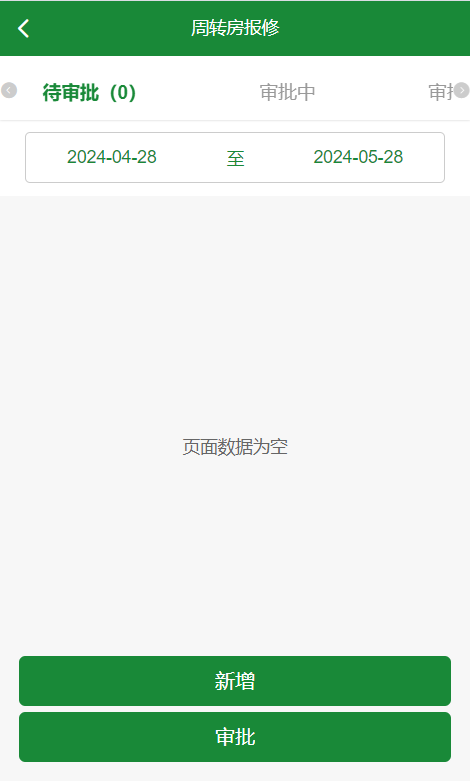 周转房报修
待审批（0）
审批中
审
2024-04-28
至
2024-05-28
页面数据为空
新增
审批